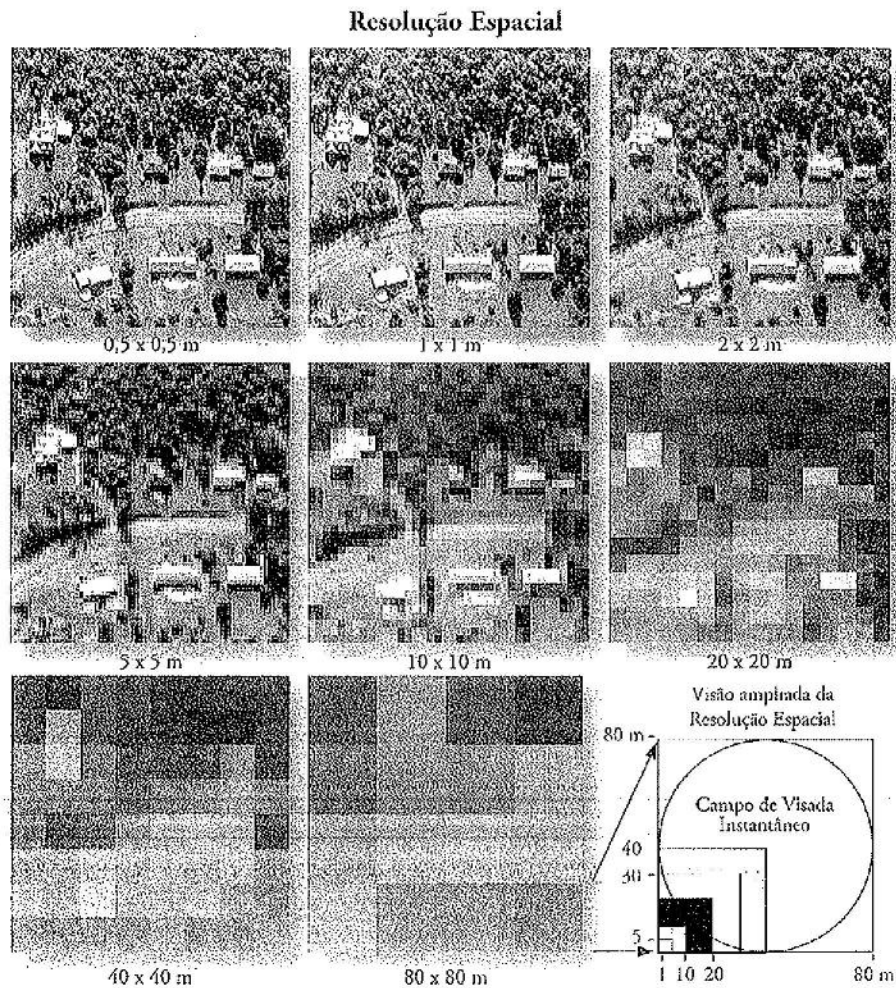 Resolução Espacial
0,5 x 0,5 m
1 x 1 m
2 x 2 m
5 x 5 m
10 x 10 m
20 x 20 m
Visão ampliada da
Resolução Espacial
80 m
Campo de Visada
Instantâneo
40
30
5
1 10 20 80 m
40 x 40 m
80 x 80 m